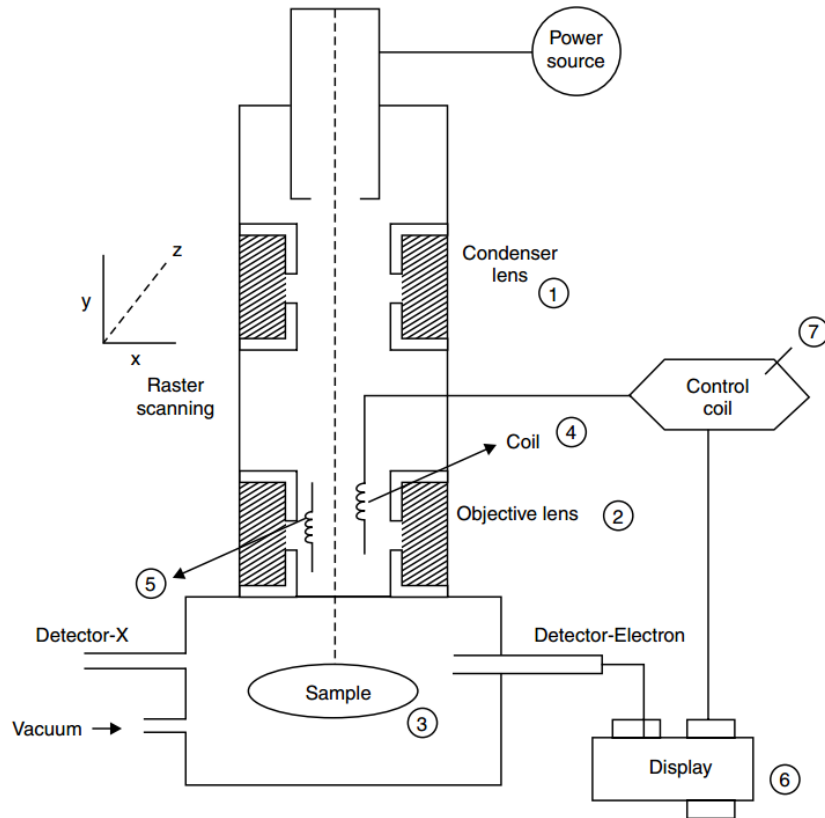 Power
source
z
y
x
Raster
scanning
Condenser
lens
1
7
Control
coil
Coil
4
Objective lens
2
5
Detector-X
Detector-Electron
Sample
3
Vacuum
Display
6